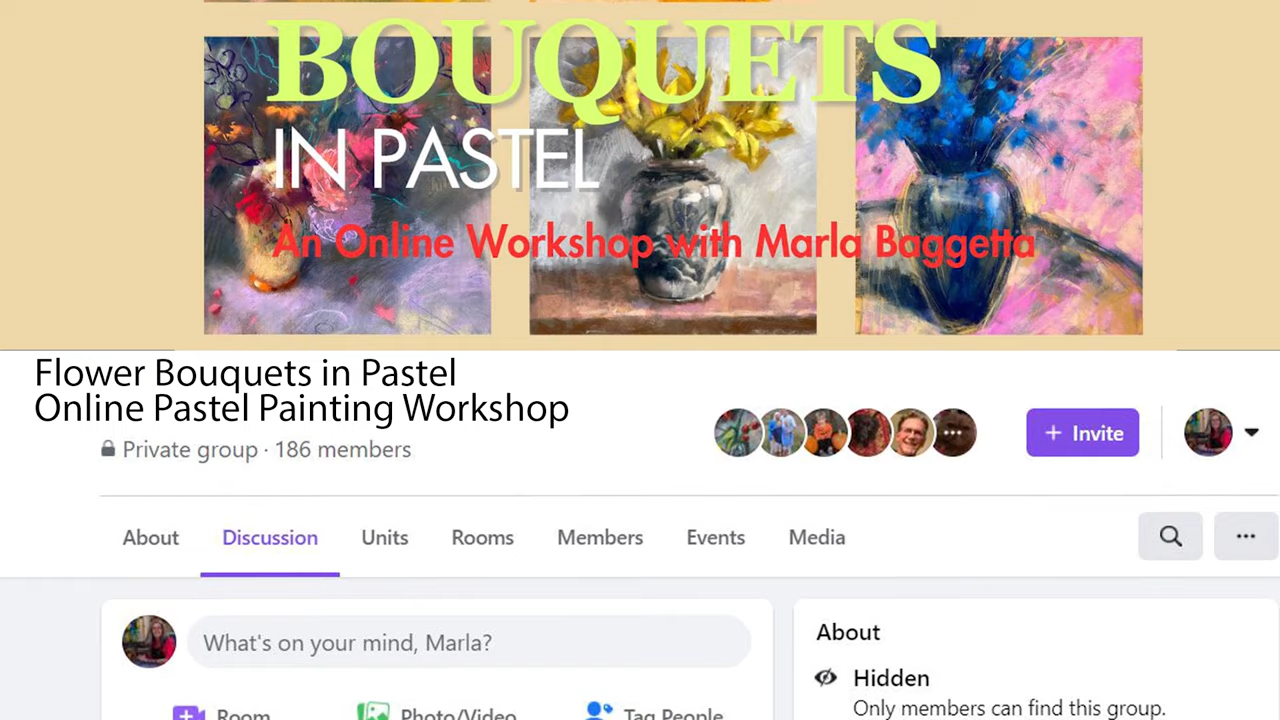 BOUQUETS
IN PASTEL
An Online Workshop with Marla Baggetta
Flower Bouquets in Pastel
Online Pastel Painting Workshop
Private group · 186 members
+ Invite
About Discussion Units Rooms Members Events Media
What's on your mind, Marla?
Room Photo/Video Tag People
About
Hidden
Only members can find this group.